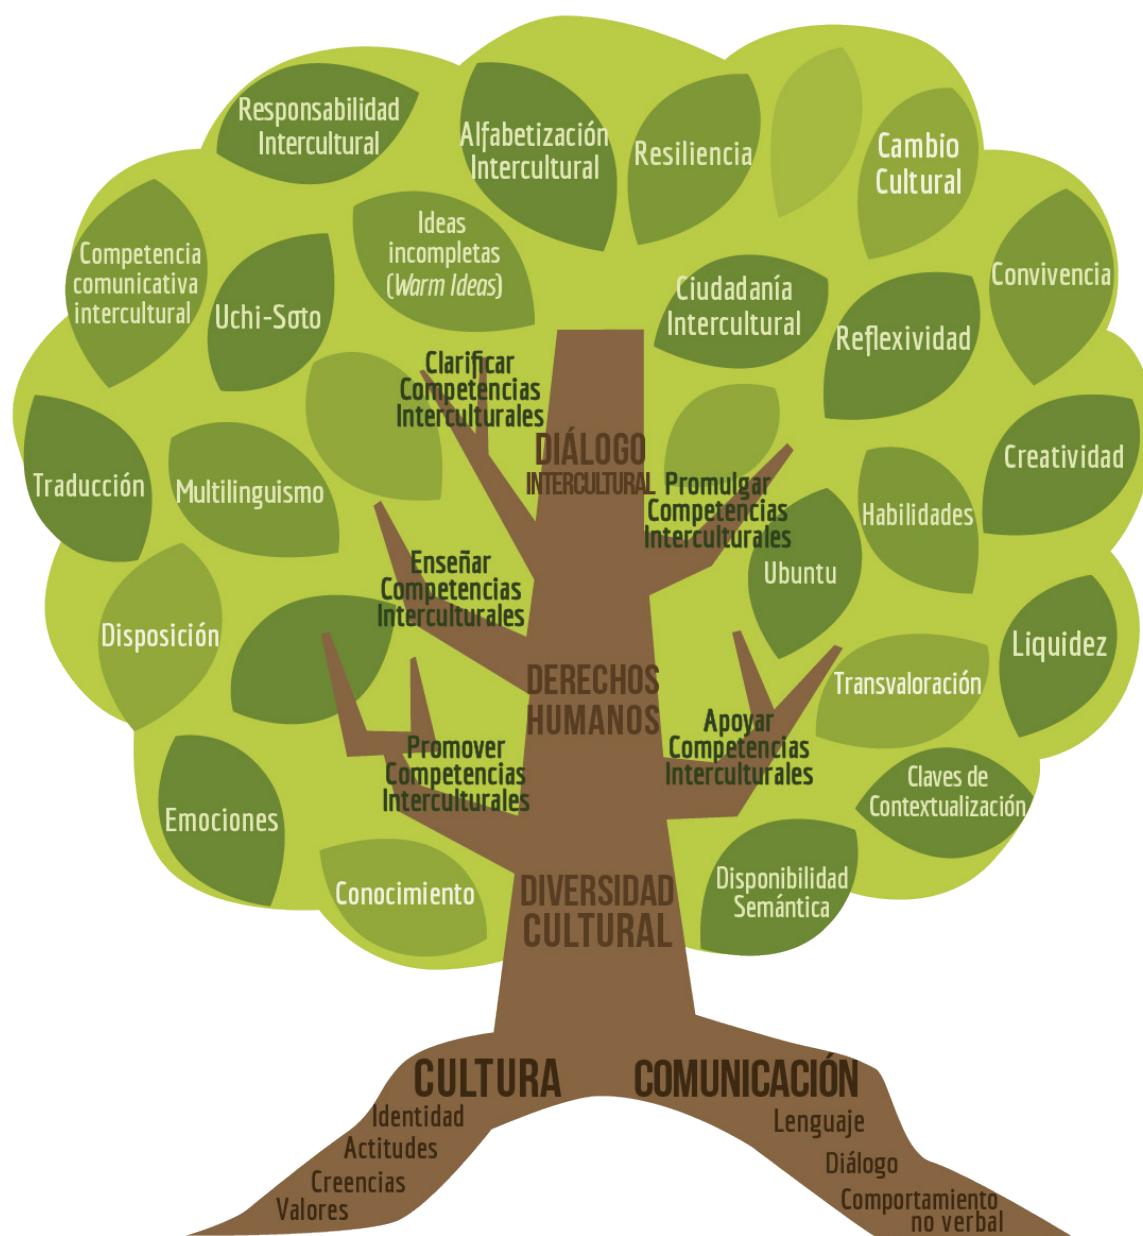 Responsabilidad
Intercultural
Alfabetización
Intercultural
Resiliencia
Cambio
Cultural
Competencia
comunicativa
intercultural
Uchi-Soto
Ideas
incompletas
(Warm Ideas)
Ciudadanía
Intercultural
Reflexividad
Convivencia
Clarificar
Competencias
Interculturales
DIÁLOGO
INTERCULTURAL
Promulgar
Competencias
Interculturales
Traducción
Multilinguismo
Creatividad
Habilidades
Enseñar
Competencias
Interculturales
Ubuntu
Disposición
Liquidez
DERECHOS
HUMANOS
Transvaloración
Promover
Competencias
Interculturales
Apoyar
Competencias
Interculturales
Claves de
Contextualización
Emociones
Conocimiento
DIVERSIDAD
CULTURAL
Disponibilidad
Semántica
CULTURA
Identidad
Actitudes
Creencias
Valores
COMUNICACIÓN
Lenguaje
Diálogo
Comportamiento
no verbal